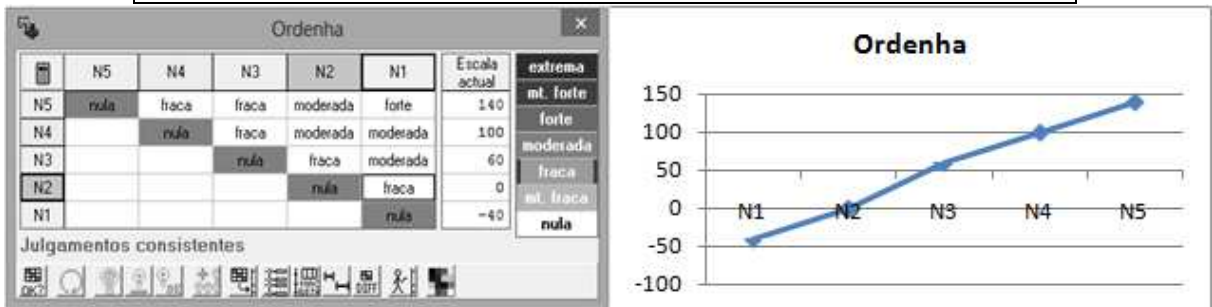 Ordenha
N5 N4 N3 N2 N1 Escala actual
N5 nula fraca fraca moderada forte 140
N4 nula fraca moderada moderada 100
N3 nula fraca moderada 60
N2 nula fraca 0
N1 nula -40
extrema
mt. forte
forte
moderada
fraca
mt. fraca
nula
Julgamentos consistentes
OK?
DIFF
Ordenha
150
100
50
0
-50
-100
N1 N2 N3 N4 N5